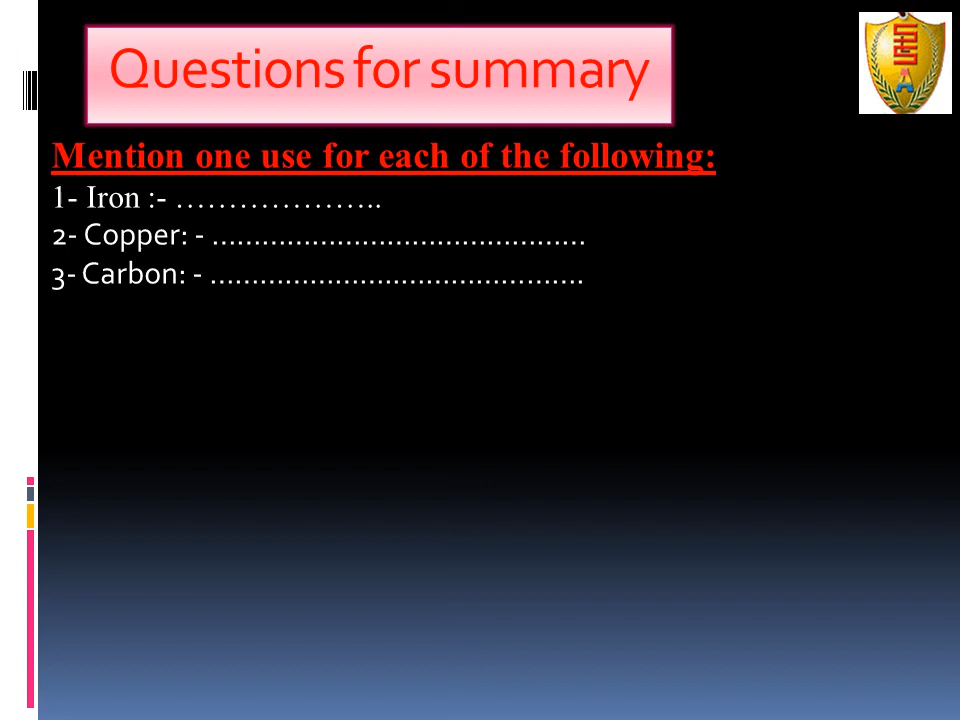 Questions for summary
Mention one use for each of the following:
1- Iron :- ………………..
2- Copper: - ………………………………………
3- Carbon: - ………………………………………